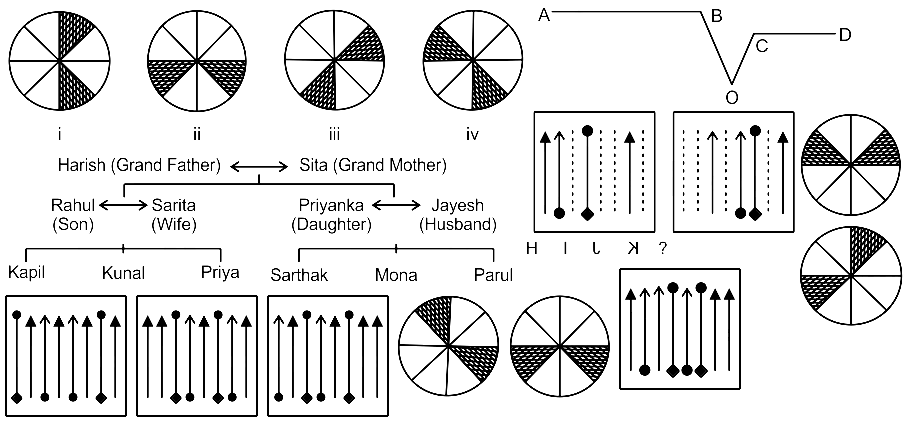 A B
C D
O
i ii iii iv
Harish (Grand Father) Sita (Grand Mother)
Rahul Sarita Priyanka Jayesh
(Son) (Wife) (Daughter) (Husband)
H I J K ?
Kapil Kunal Priya Sarthak Mona Parul